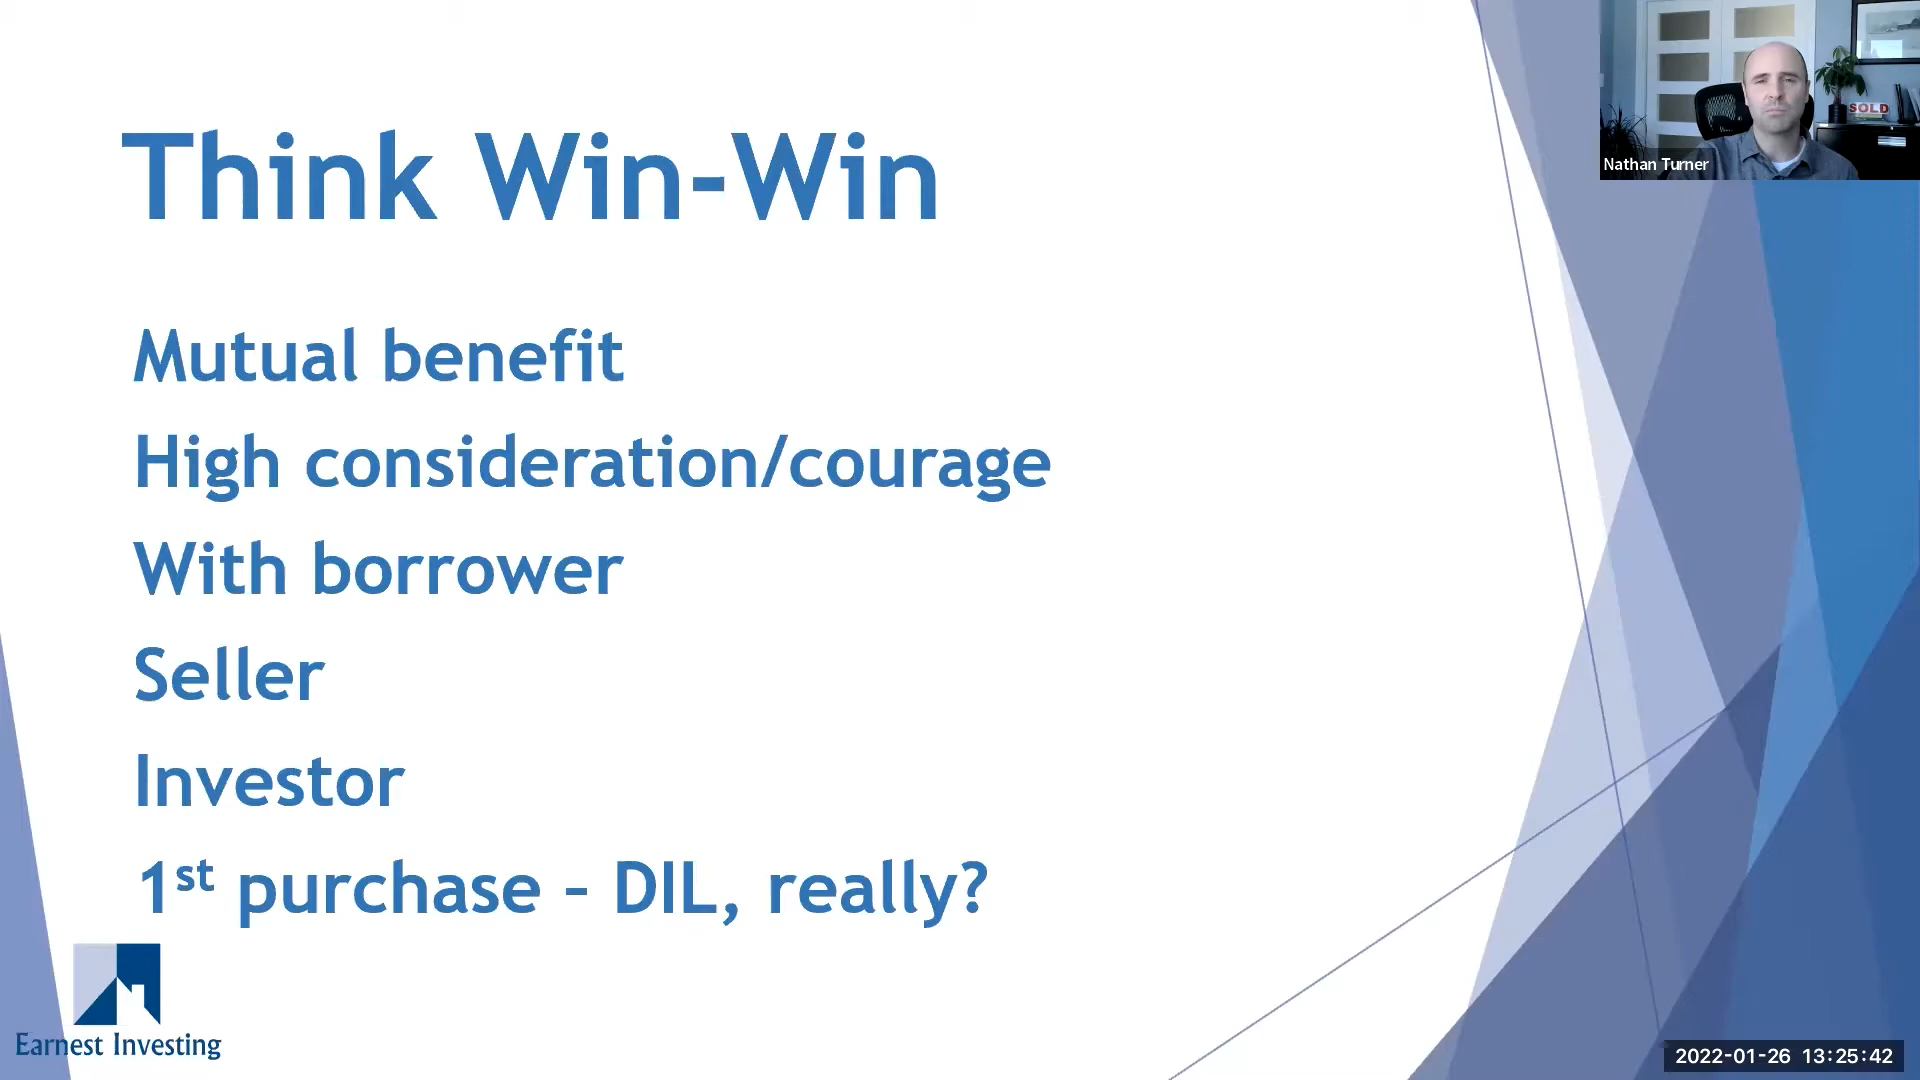 Think Win-Win
Mutual benefit
High consideration/courage
With borrower
Seller
Investor
1st purchase – DIL, really?
Earnest Investing
SOLD
Nathan Turner
2022-01-26 13:25:42